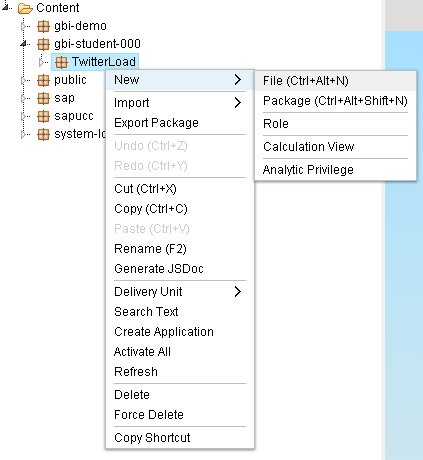 Content
gbi-demo
gbi-student-000
TwitterLoad
public
sap
sapucc
system-lo
New
Import
Export Package
Undo (Ctrl+Z)
Redo (Ctrl+Y)
Cut (Ctrl+X)
Copy (Ctrl+C)
Paste (Ctrl+V)
Rename (F2)
Generate JSDoc
Delivery Unit
Search Text
Create Application
Activate All
Refresh
Delete
Force Delete
Copy Shortcut
File (Ctrl+Alt+N)
Package (Ctrl+Alt+Shift+N)
Role
Calculation View
Analytic Privilege